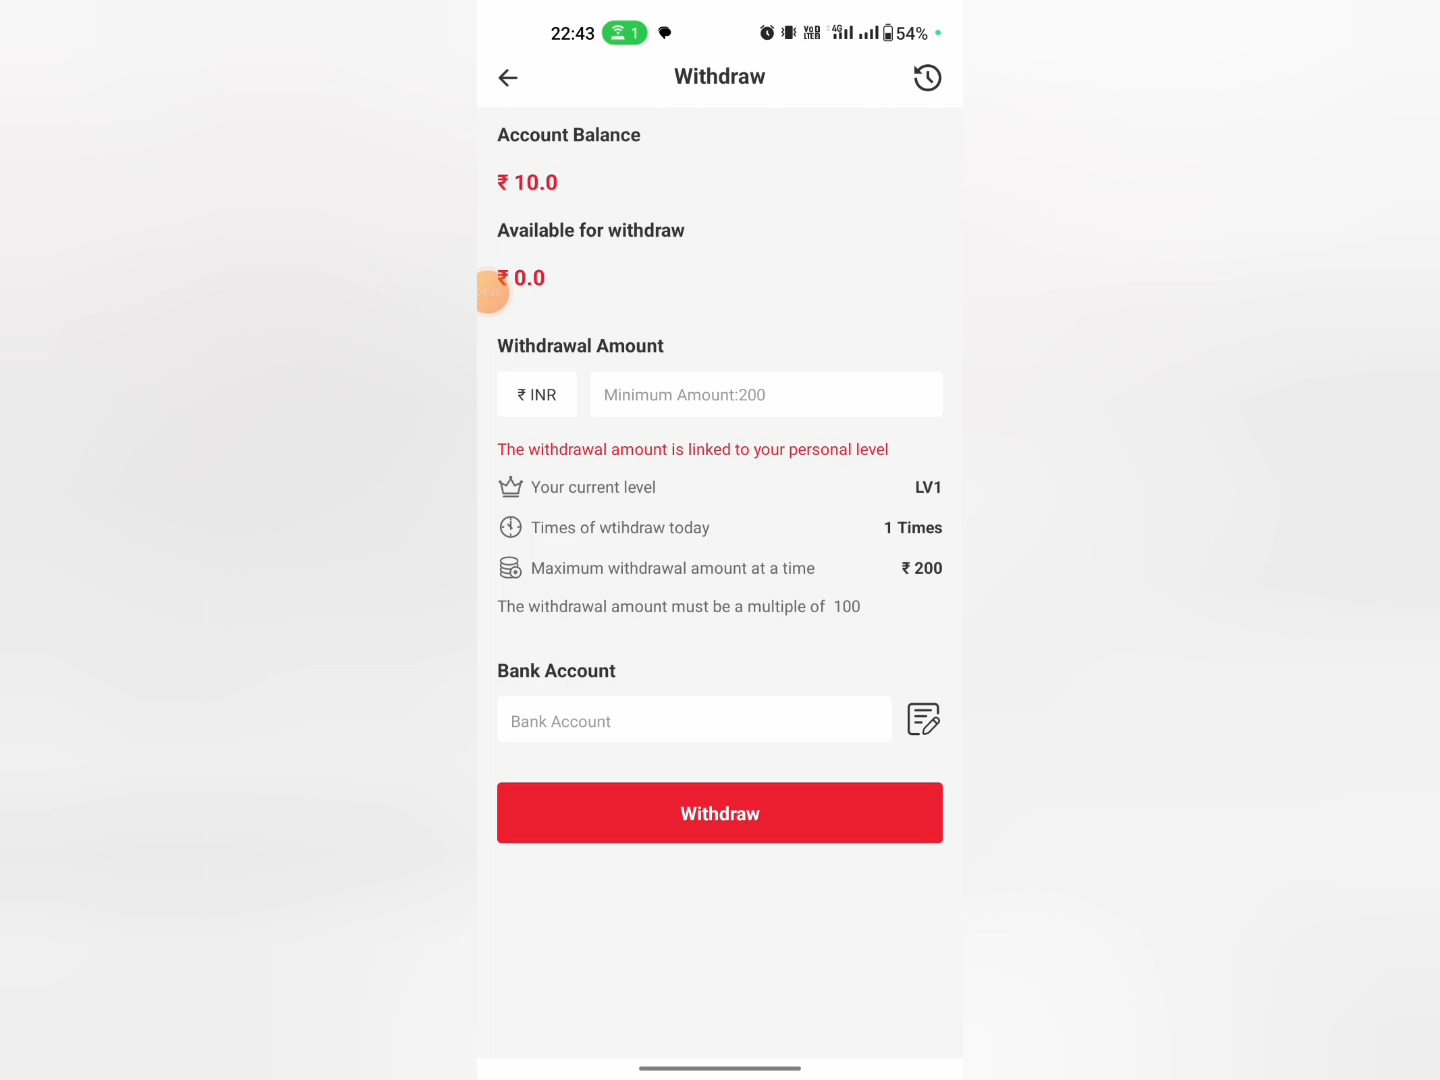 22:43 1 4G 54%
Withdraw
Account Balance
₹ 10.0
Available for withdraw
₹ 0.0
Withdrawal Amount
₹ INR Minimum Amount:200
The withdrawal amount is linked to your personal level
Your current level LV1
Times of wtihdraw today 1 Times
Maximum withdrawal amount at a time ₹ 200
The withdrawal amount must be a multiple of 100
Bank Account
Bank Account
Withdraw